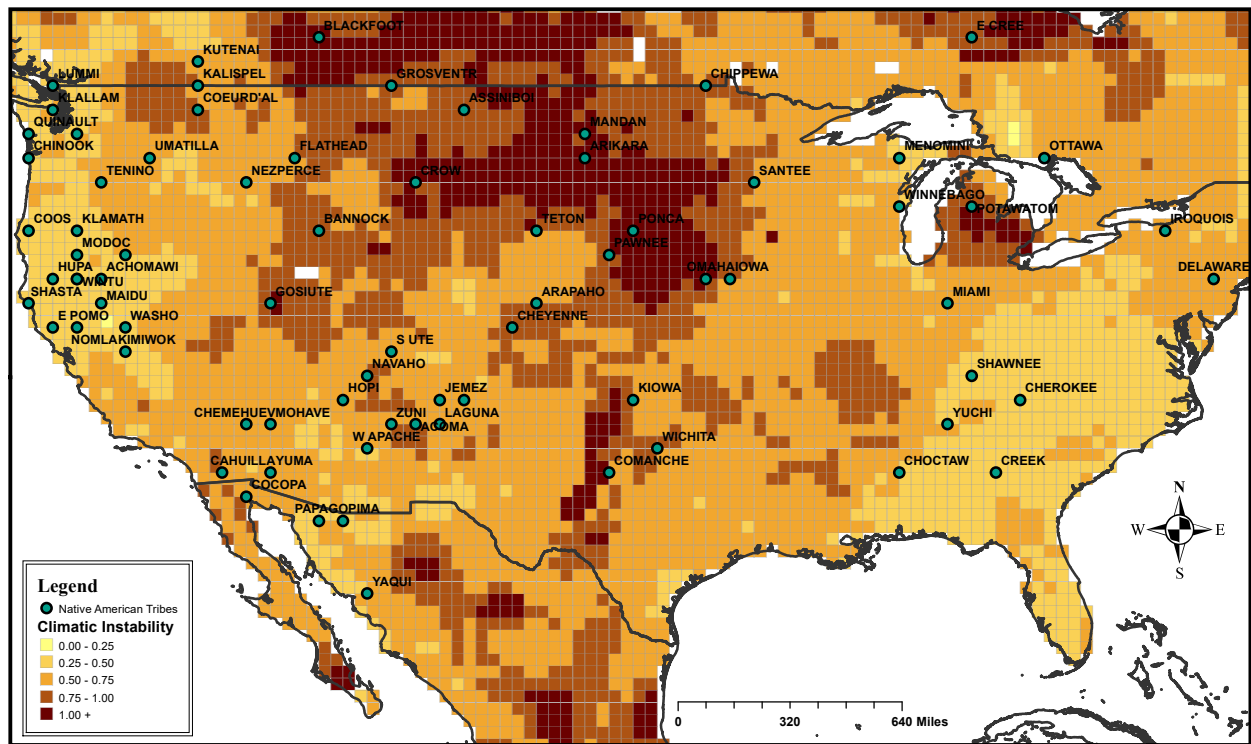 BLACKFOOT
E CREE
KUTENAI
LUMMI
KALISPEL
GROSVENTR
CHIPPEWA
KLALLAM
COEURD'AL
ASSINIBOI
QUINAULT
MANDAN
CHINOOK
UMATILLA
FLATHEAD
ARIKARA
MENOMINI
OTTAWA
TENINO
NEZPERCE
CROW
SANTEE
WINNEBAGO
POTAWATOM
COOS
KLAMATH
BANNOCK
TETON
PONCA
IROQUOIS
MODOC
PAWNEE
HUPA
ACHOMAWI
WINTU
OMAHAIOWA
DELAWARE
SHASTA
MAIDU
GOSIUTE
ARAPAHO
MIAMI
E POMO
WASHO
CHEYENNE
NOMLAKIMIWOK
S UTE
NAVAHO
SHAWNEE
HOPI
JEMEZ
KIOWA
CHEROKEE
CHEMEHUEVMOHAVE
ZUNI
LAGUNA
ACOMA
YUCHI
W APACHE
WICHITA
CAHUILLAYUMA
COMANCHE
CHOCTAW
CREEK
COCOPA
PAPAGOPIMA
YAQUI
N
W
E
S
Legend
Native American Tribes
Climatic Instability
0.00 - 0.25
0.25 - 0.50
0.50 - 0.75
0.75 - 1.00
1.00 +
0 320 640 Miles